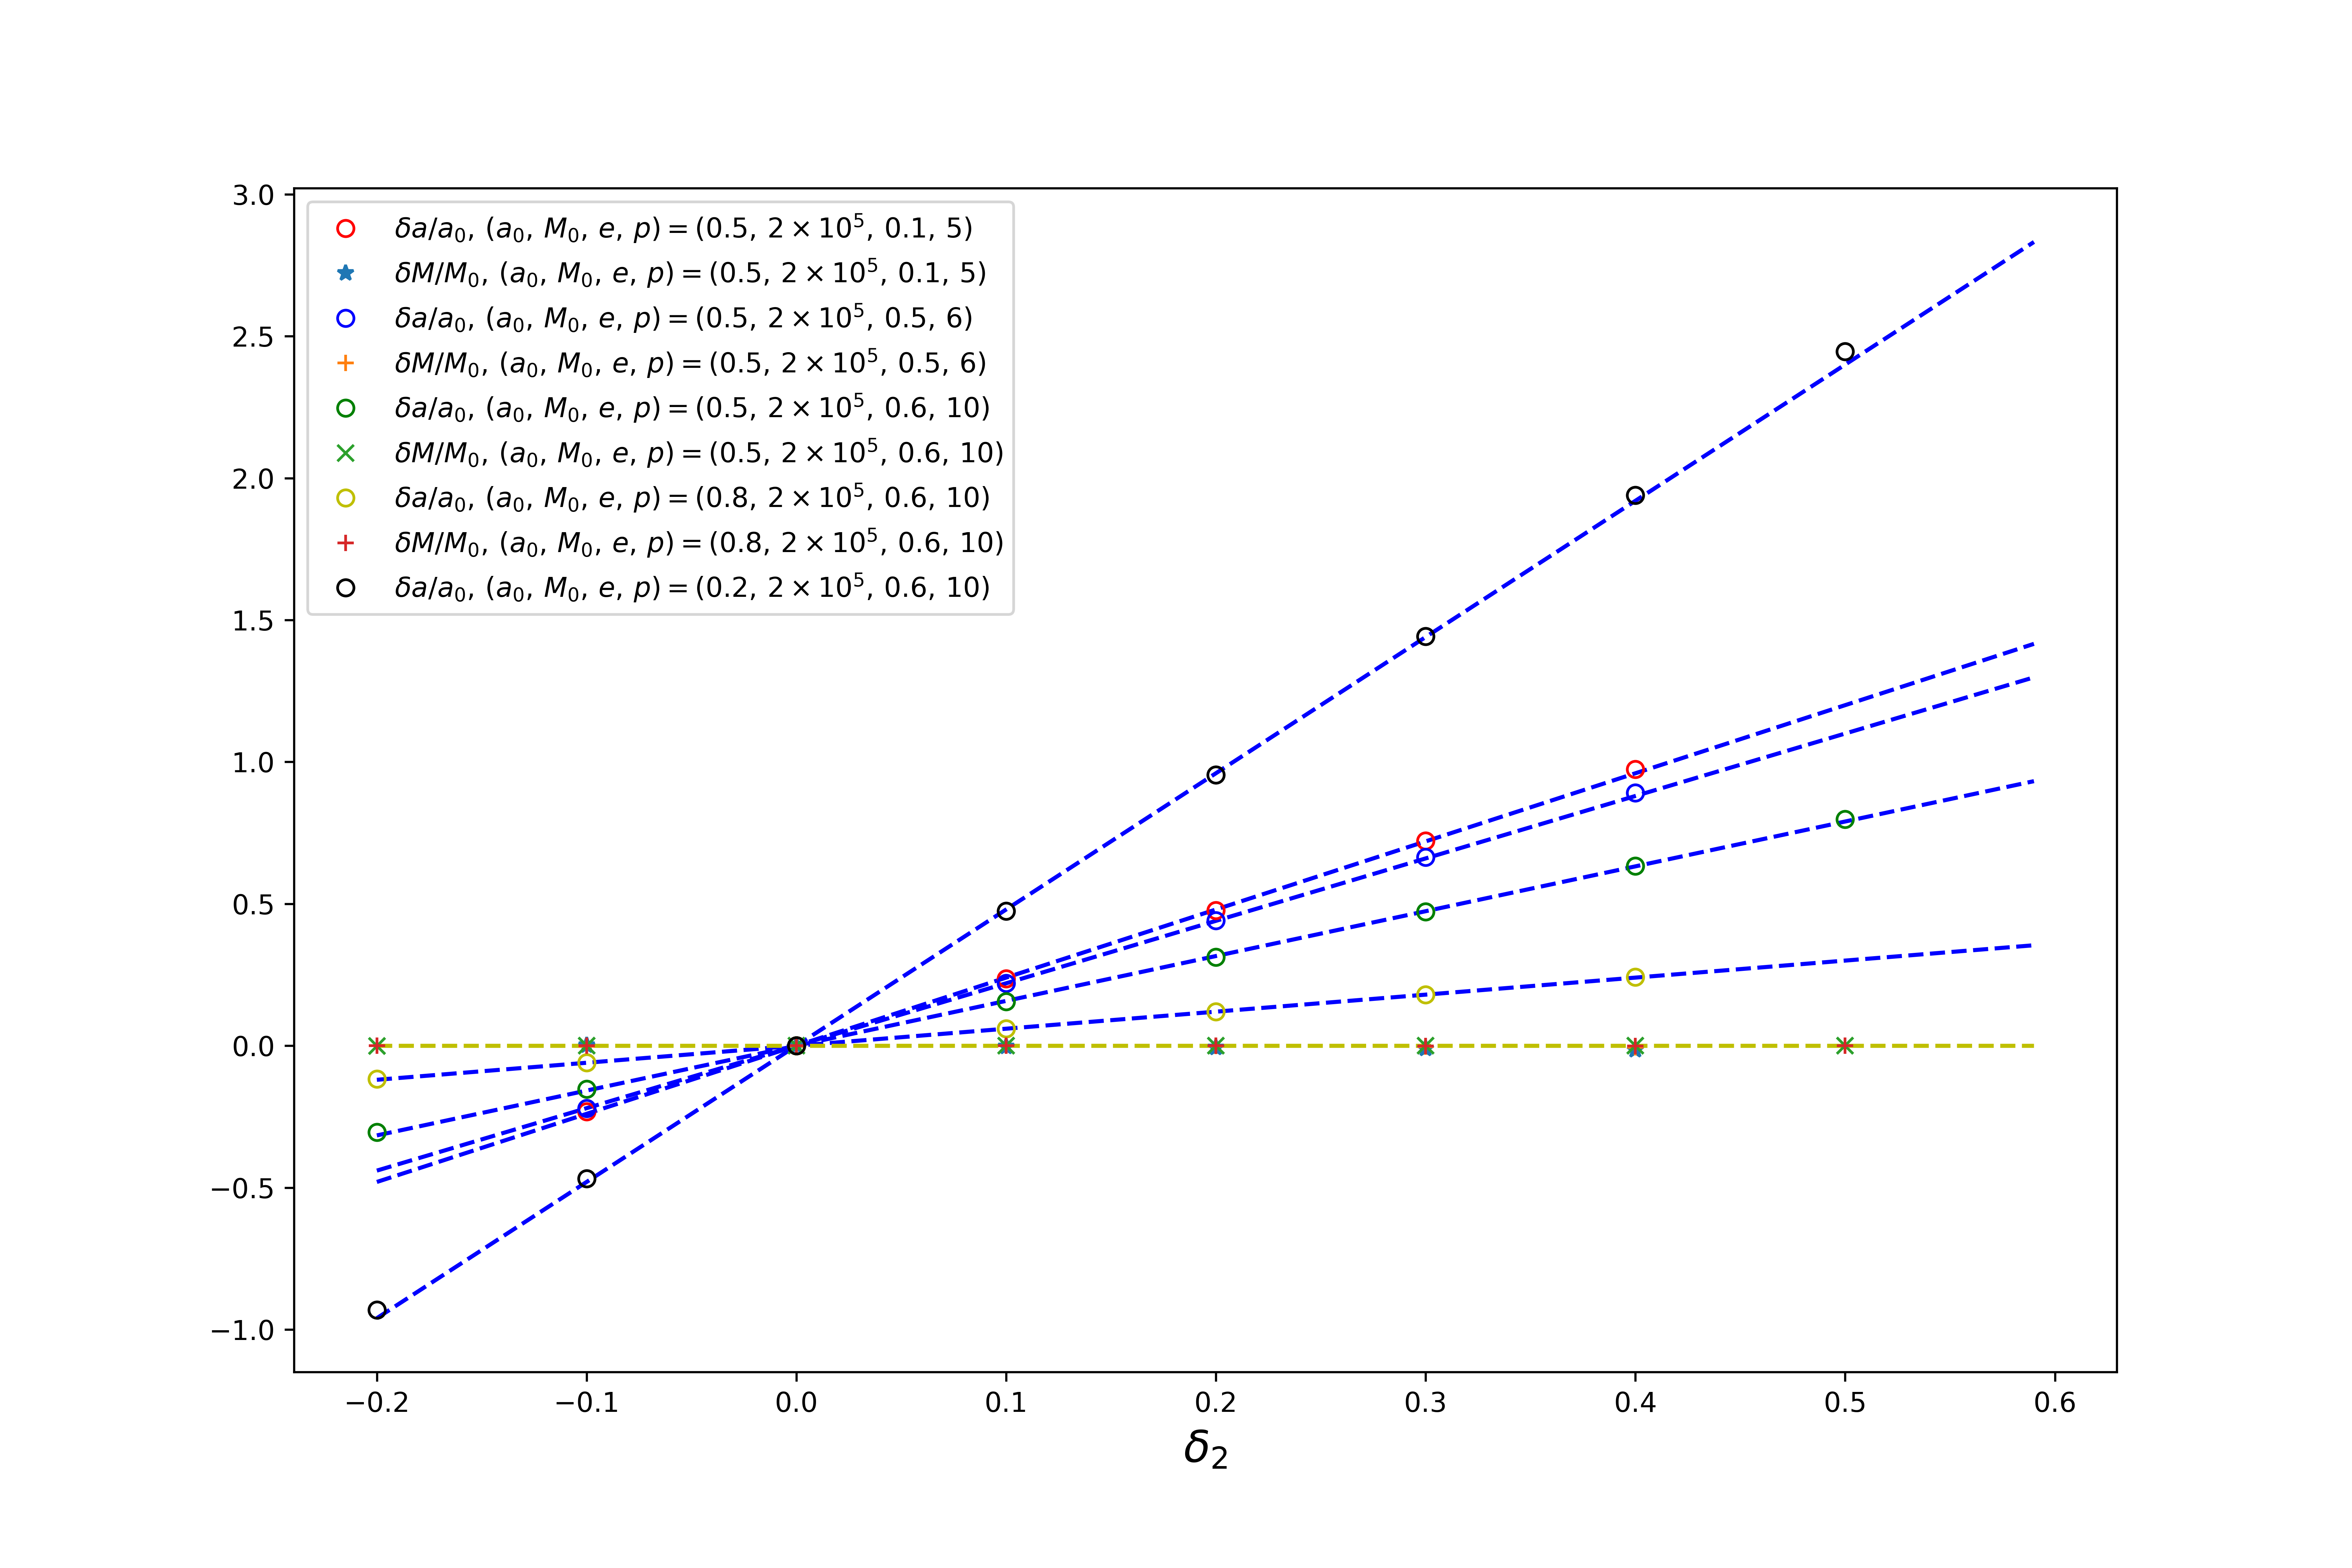 3.0
2.5
2.0
1.5
1.0
0.5
0.0
−0.5
−1.0
δa/a₀, (a₀, M₀, e, p) = (0.5, 2 × 10⁵, 0.1, 5)
δM/M₀, (a₀, M₀, e, p) = (0.5, 2 × 10⁵, 0.1, 5)
δa/a₀, (a₀, M₀, e, p) = (0.5, 2 × 10⁵, 0.5, 6)
δM/M₀, (a₀, M₀, e, p) = (0.5, 2 × 10⁵, 0.5, 6)
δa/a₀, (a₀, M₀, e, p) = (0.5, 2 × 10⁵, 0.6, 10)
δM/M₀, (a₀, M₀, e, p) = (0.5, 2 × 10⁵, 0.6, 10)
δa/a₀, (a₀, M₀, e, p) = (0.8, 2 × 10⁵, 0.6, 10)
δM/M₀, (a₀, M₀, e, p) = (0.8, 2 × 10⁵, 0.6, 10)
δa/a₀, (a₀, M₀, e, p) = (0.2, 2 × 10⁵, 0.6, 10)
−0.2 −0.1 0.0 0.1 0.2 0.3 0.4 0.5 0.6
δ₂